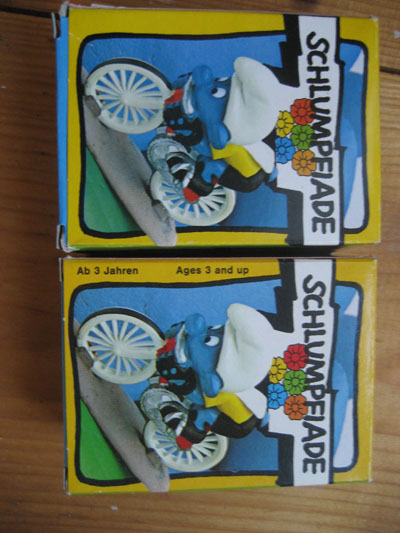 SCHLUMPFIADE
Ab 3 Jahren Ages 3 and up
SCHLUMPFIADE